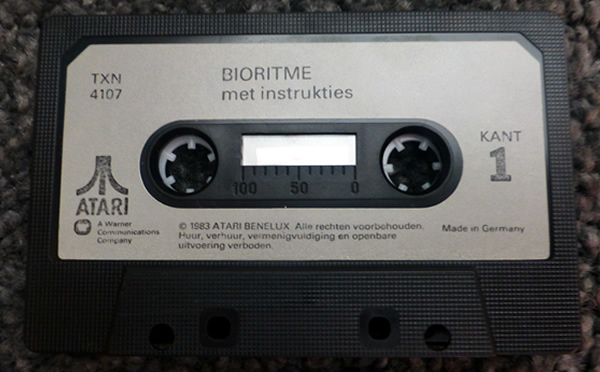 TXN
4107
BIORITME
met instrukties
KANT
1
100 50 0
ATARI
A Warner
Communications
Company
© 1983 ATARI BENELUX Alle rechten voorbehouden.
Huur, verhuur, vermenigvuldiging en openbare
uitvoering verboden.
Made in Germany